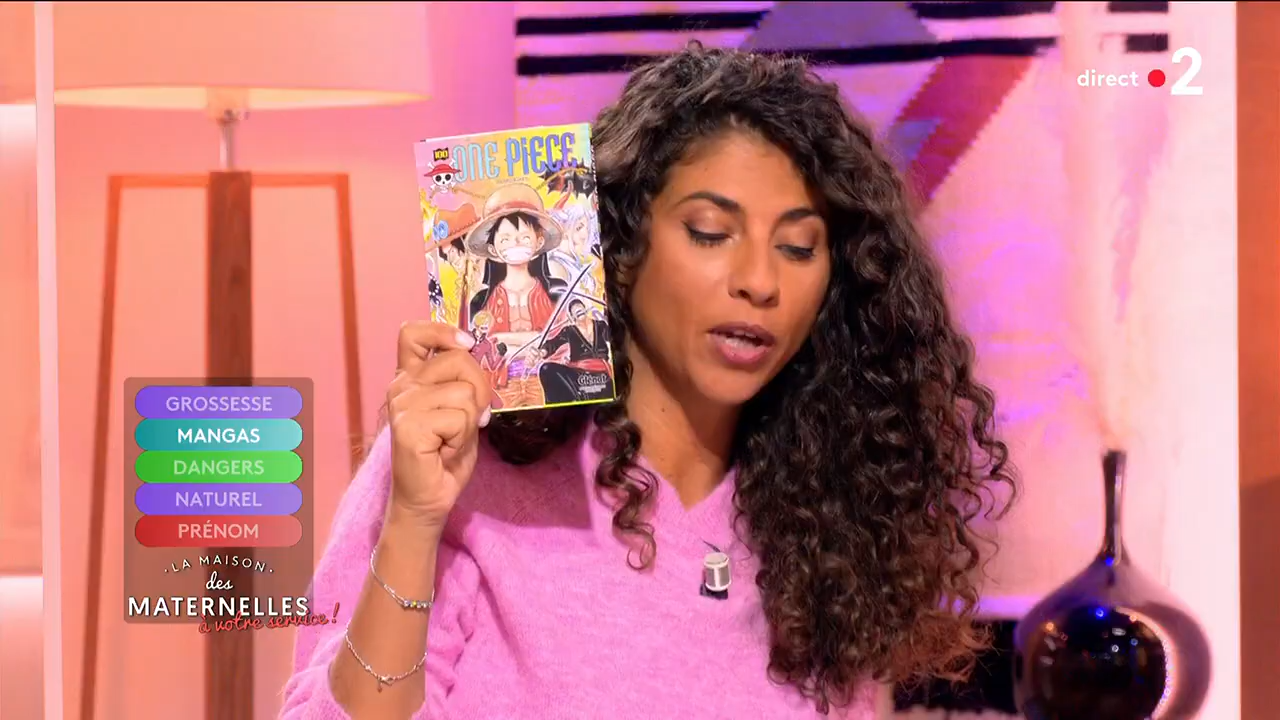 direct 2
100
ONE PIECE
Glénat
GROSSESSE
MANGAS
DANGERS
NATUREL
PRÉNOM
LA MAISON
des
MATERNELLES
à votre service !